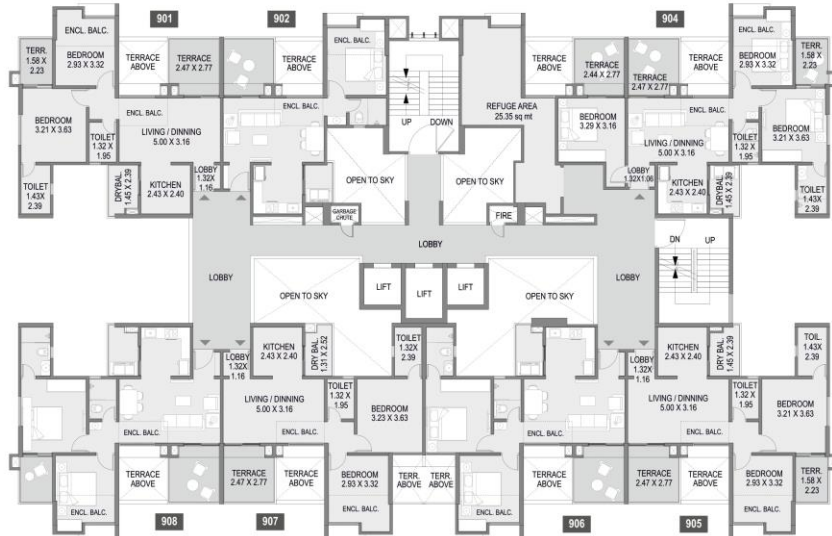 901
902
904
ENCL. BALC.
TERR.
1.58 X
2.23
BEDROOM
2.93 X 3.32
TERRACE
ABOVE
TERRACE
2.47 X 2.77
TERRACE
ABOVE
ENCL. BALC.
UP
DOWN
REFUGE AREA
25.35 sq mt
TERRACE
ABOVE
TERRACE
2.44 X 2.77
TERRACE
2.47 X 2.77
TERRACE
ABOVE
ENCL. BALC.
BEDROOM
2.93 X 3.32
TERR.
1.58 X
2.23
BEDROOM
3.21 X 3.63
ENCL. BALC.
TOILET
1.32 X
1.95
LIVING / DINNING
5.00 X 3.16
ENCL. BALC.
BEDROOM
3.29 X 3.16
ENCL. BALC.
LIVING / DINNING
5.00 X 3.16
TOILET
1.32 X
1.95
BEDROOM
3.21 X 3.63
TOILET
1.43X
2.39
DRYBAL.
1.45 X 2.39
KITCHEN
2.43 X 2.40
LOBBY
1.32X
1.16
OPEN TO SKY
OPEN TO SKY
LOBBY
1.32X1.06
KITCHEN
2.43 X 2.40
DRYBAL.
1.45 X 2.39
TOILET
1.43X
2.39
GARBAGE
CHUTE
FIRE
LOBBY
LOBBY
LOBBY
DN
UP
OPEN TO SKY
LIFT
LIFT
LIFT
OPEN TO SKY
LOBBY
1.32X
1.16
KITCHEN
2.43 X 2.40
DRY BAL.
1.31 X 2.52
TOILET
1.32X
2.39
LOBBY
1.32X
1.16
KITCHEN
2.43 X 2.40
DRY BAL.
1.45 X 2.39
TOIL.
1.43X
2.39
LIVING / DINNING
5.00 X 3.16
TOILET
1.32 X
1.95
BEDROOM
3.23 X 3.63
LIVING / DINNING
5.00 X 3.16
TOILET
1.32 X
1.95
BEDROOM
3.21 X 3.63
ENCL. BALC.
ENCL. BALC.
ENCL. BALC.
ENCL. BALC.
ENCL. BALC.
TERRACE
ABOVE
TERRACE
2.47 X 2.77
TERRACE
ABOVE
BEDROOM
2.93 X 3.32
ENCL. BALC.
TERR.
ABOVE
TERR.
ABOVE
ENCL. BALC.
TERRACE
ABOVE
TERRACE
2.47 X 2.77
TERRACE
ABOVE
BEDROOM
2.93 X 3.32
ENCL. BALC.
TERR.
1.58 X
2.23
908
907
906
905